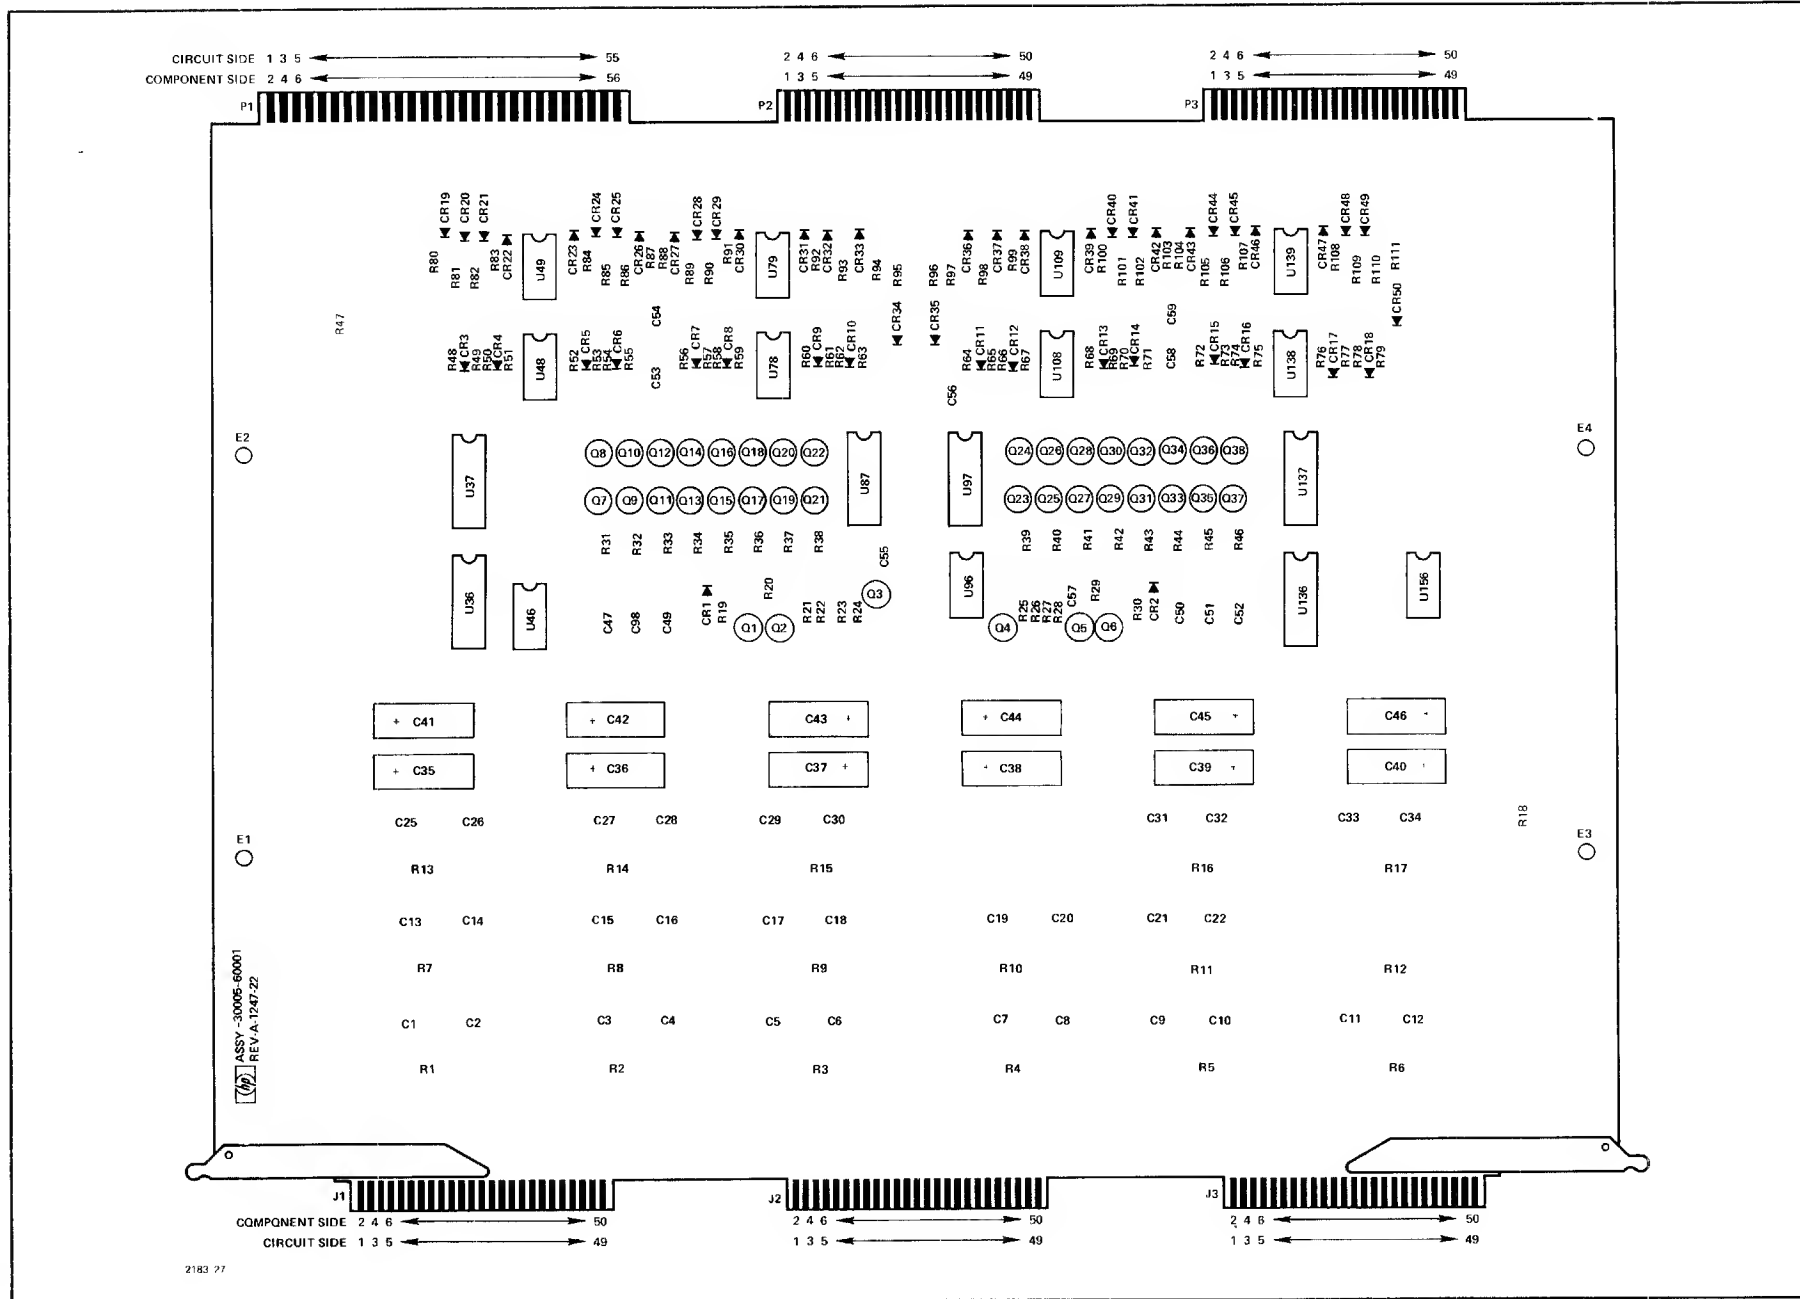 CIRCUIT SIDE 1 3 5 55
COMPONENT SIDE 2 4 6 56
2 4 6 50
1 3 5 49
2 4 6 50
1 3 5 49
P1
P2
P3
CR19
CR20
CR21
CR24
CR25
CR28
CR29
CR40
CR41
CR44
CR45
CR48
CR49
R80
R81
R82
R83
CR22
U49
CR23
R84
R85
R86
CR26
R87
R88
CR27
R89
R90
R91
CR30
U79
CR31
R92
CR32
R93
CR33
R94
R95
R96
R97
CR36
R98
CR37
R99
CR38
U109
CR39
R100
R101
R102
CR42
R103
R104
CR43
R105
R106
R107
CR46
U139
CR47
R108
R109
R110
R111
R47
C54
CR34
CR35
C59
CR50
R48
CR3
R49
R50
CR4
R51
U48
R52
CR5
R53
R54
CR6
R55
C53
R56
CR7
R57
R58
CR8
R59
U78
R60
CR9
R61
R62
CR10
R63
C56
R64
CR11
R65
R66
CR12
R67
U108
R68
CR13
R69
R70
CR14
R71
C58
R72
CR15
R73
R74
CR16
R75
U138
R76
CR17
R77
R78
CR18
R79
E2
E4
U37
Q8 Q10 Q12 Q14 Q16 Q18 Q20 Q22
U87
U97
Q24 Q26 Q28 Q30 Q32 Q34 Q36 Q38
U137
Q7 Q9 Q11 Q13 Q15 Q17 Q19 Q21
Q23 Q25 Q27 Q29 Q31 Q33 Q35 Q37
R31
R32
R33
R34
R35
R36
R37
R38
C55
R39
R40
R41
R42
R43
R44
R45
R46
U36
U46
C47
C98
C49
CR1
R19
Q1
R20
Q2
R21
R22
R23
R24
Q3
U96
Q4
R25
R26
R27
R28
C57
Q5
R29
Q6
R30
CR2
C50
C51
C52
U136
U156
+ C41
+ C42
C43 +
+ C44
C45 +
C46 +
+ C35
+ C36
C37 +
+ C38
C39 +
C40 +
C25 C26 C27 C28 C29 C30 C31 C32 C33 C34
R18
E1
E3
R13 R14 R15 R16 R17
C13 C14 C15 C16 C17 C18 C19 C20 C21 C22
R7 R8 R9 R10 R11 R12
C1 C2 C3 C4 C5 C6 C7 C8 C9 C10 C11 C12
R1 R2 R3 R4 R5 R6
hp ASSY -30005-60001
REV-A-1247-22
J1
J2
J3
COMPONENT SIDE 2 4 6 50
CIRCUIT SIDE 1 3 5 49
2 4 6 50
1 3 5 49
2 4 6 50
1 3 5 49
2183 27